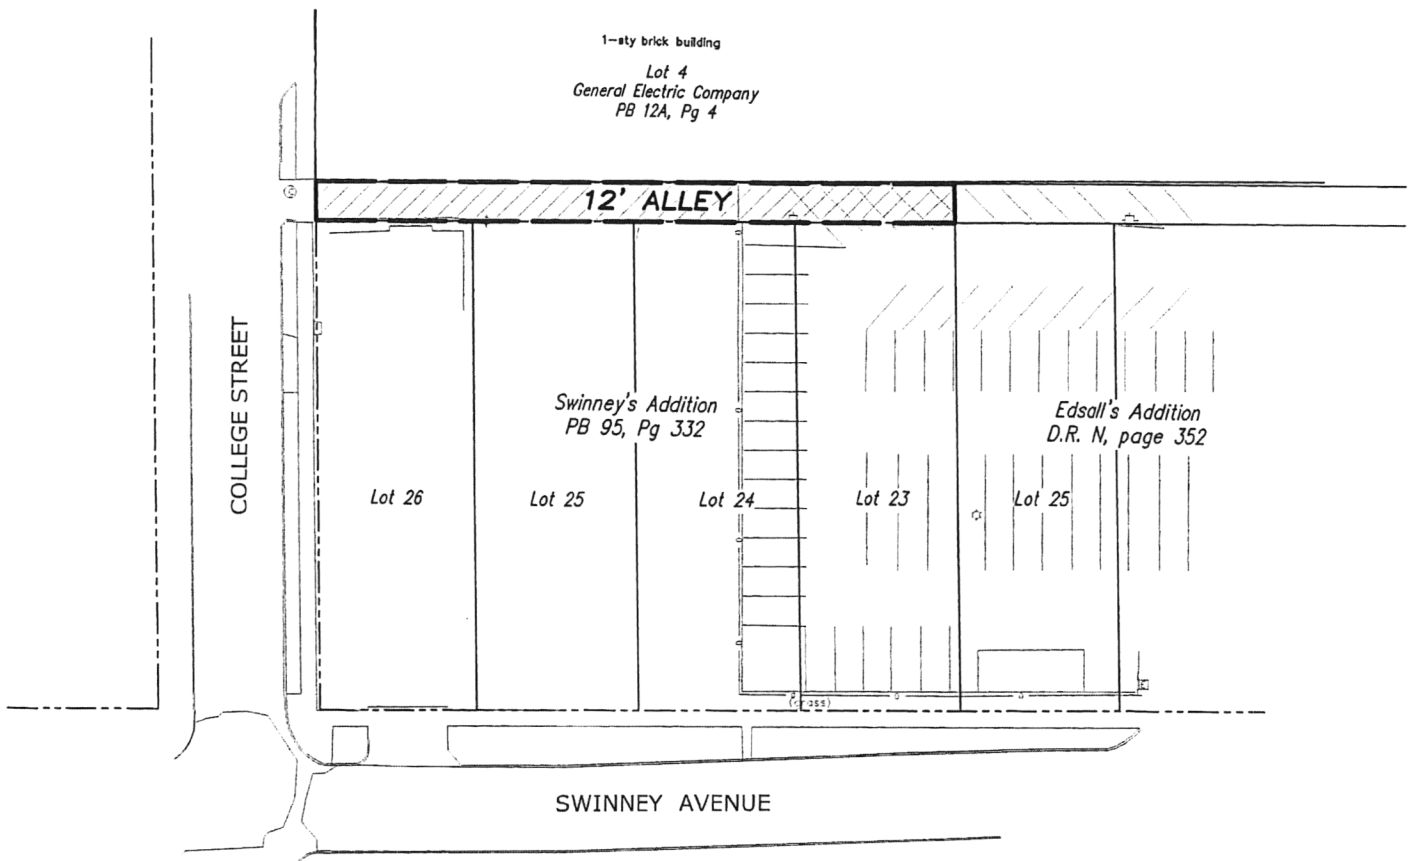 1-sty brick building
Lot 4
General Electric Company
PB 12A, Pg 4
12' ALLEY
COLLEGE STREET
Swinney's Addition
PB 95, Pg 332
Edsall's Addition
D.R. N, page 352
Lot 26
Lot 25
Lot 24
Lot 23
Lot 25
(grass)
SWINNEY AVENUE